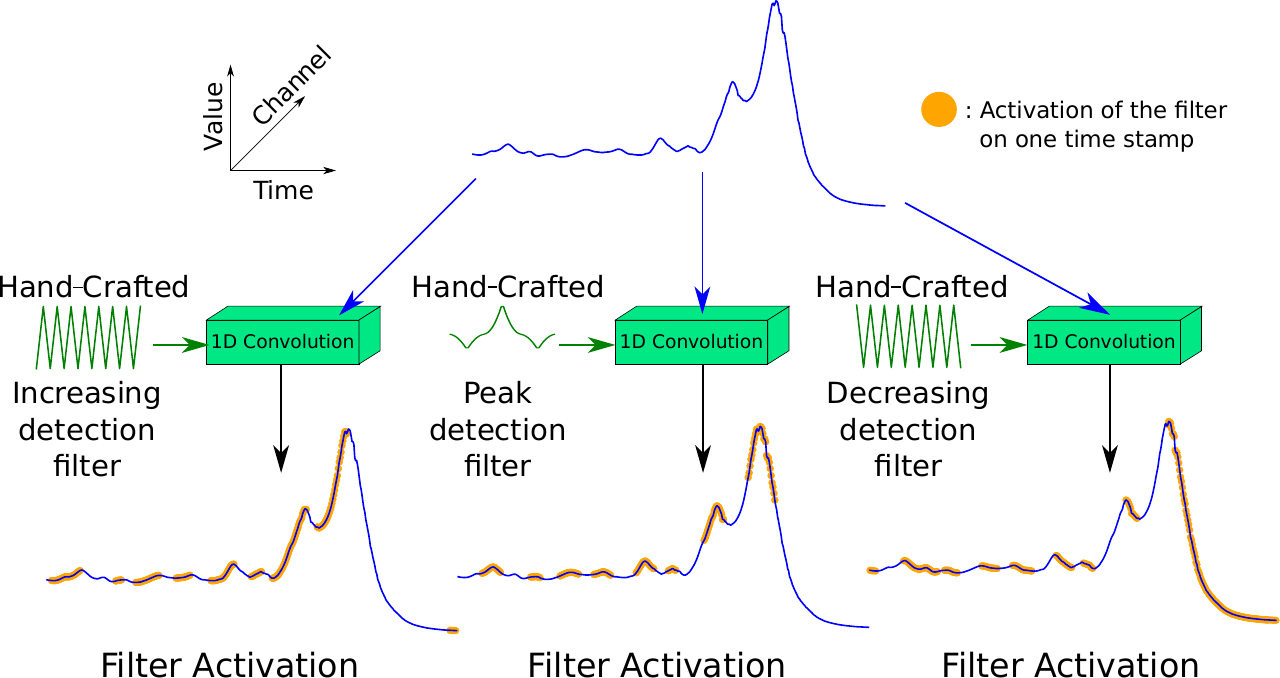 Value
Channel
Time
: Activation of the filter
on one time stamp
Hand-Crafted
Increasing
detection
filter
1D Convolution
Hand-Crafted
Peak
detection
filter
1D Convolution
Hand-Crafted
Decreasing
detection
filter
1D Convolution
Filter Activation
Filter Activation
Filter Activation